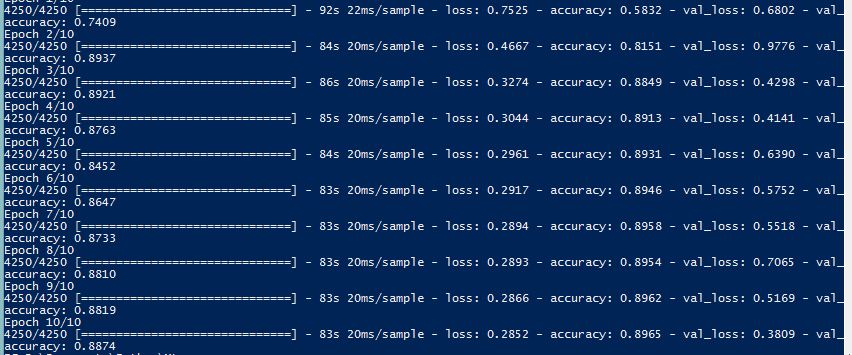 Epoch 1/10
4250/4250 [==============================] - 92s 22ms/sample - loss: 0.7525 - accuracy: 0.5832 - val_loss: 0.6802 - val_
accuracy: 0.7409
Epoch 2/10
4250/4250 [==============================] - 84s 20ms/sample - loss: 0.4667 - accuracy: 0.8151 - val_loss: 0.9776 - val_
accuracy: 0.8937
Epoch 3/10
4250/4250 [==============================] - 86s 20ms/sample - loss: 0.3274 - accuracy: 0.8849 - val_loss: 0.4298 - val_
accuracy: 0.8921
Epoch 4/10
4250/4250 [==============================] - 85s 20ms/sample - loss: 0.3044 - accuracy: 0.8913 - val_loss: 0.4141 - val_
accuracy: 0.8763
Epoch 5/10
4250/4250 [==============================] - 84s 20ms/sample - loss: 0.2961 - accuracy: 0.8931 - val_loss: 0.6390 - val_
accuracy: 0.8452
Epoch 6/10
4250/4250 [==============================] - 83s 20ms/sample - loss: 0.2917 - accuracy: 0.8946 - val_loss: 0.5752 - val_
accuracy: 0.8647
Epoch 7/10
4250/4250 [==============================] - 83s 20ms/sample - loss: 0.2894 - accuracy: 0.8958 - val_loss: 0.5518 - val_
accuracy: 0.8733
Epoch 8/10
4250/4250 [==============================] - 83s 20ms/sample - loss: 0.2893 - accuracy: 0.8954 - val_loss: 0.7065 - val_
accuracy: 0.8810
Epoch 9/10
4250/4250 [==============================] - 83s 20ms/sample - loss: 0.2866 - accuracy: 0.8962 - val_loss: 0.5169 - val_
accuracy: 0.8819
Epoch 10/10
4250/4250 [==============================] - 83s 20ms/sample - loss: 0.2852 - accuracy: 0.8965 - val_loss: 0.3809 - val_
accuracy: 0.8874